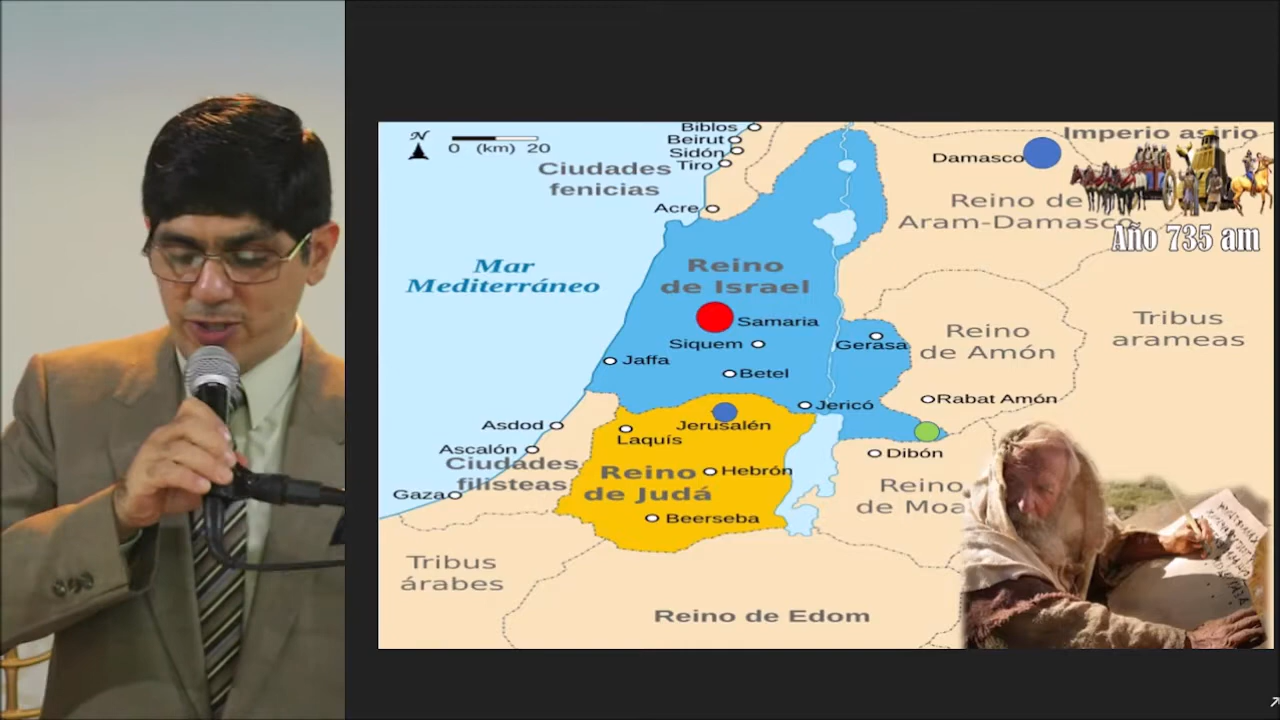 N
0 (km) 20
Biblos
Beirut
Sidón
Tiro
Ciudades
fenicias
Acre
Damasco
Imperio asirio
Reino de
Aram-Damasco
Año 735 am
Mar
Mediterráneo
Reino
de Israel
Samaria
Siquem
Gerasa
Reino
de Amón
Tribus
arameas
Jaffa
Betel
Jericó
Rabat Amón
Asdod
Jerusalén
Laquís
Ascalón
Dibón
Ciudades
filisteas
Reino
de Judá
Hebrón
Gaza
Reino
de Moa
Beerseba
Tribus
árabes
Reino de Edom